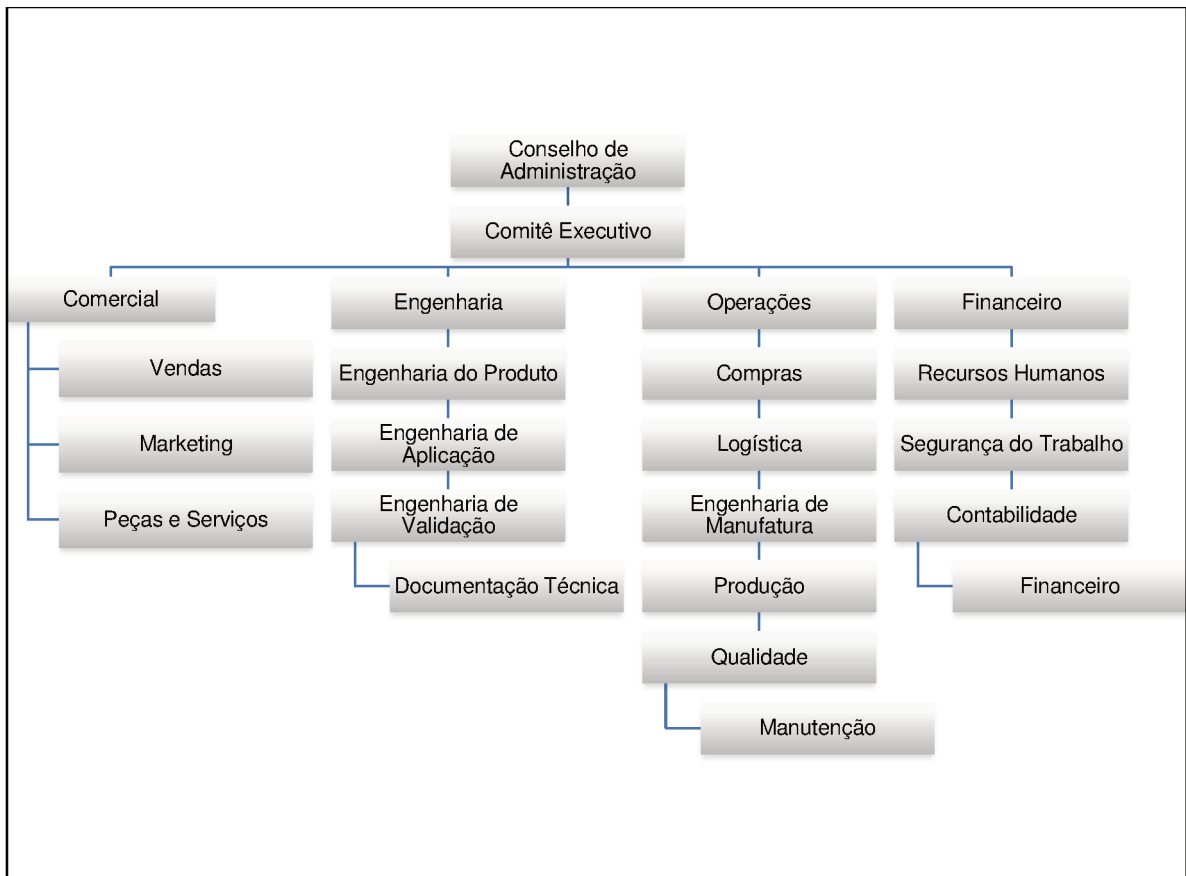 Conselho de
Administração
Comitê Executivo
Comercial
Engenharia
Operações
Financeiro
Vendas
Engenharia do Produto
Compras
Recursos Humanos
Marketing
Engenharia de
Aplicação
Logística
Segurança do Trabalho
Peças e Serviços
Engenharia de
Validação
Engenharia de
Manufatura
Contabilidade
Documentação Técnica
Produção
Financeiro
Qualidade
Manutenção